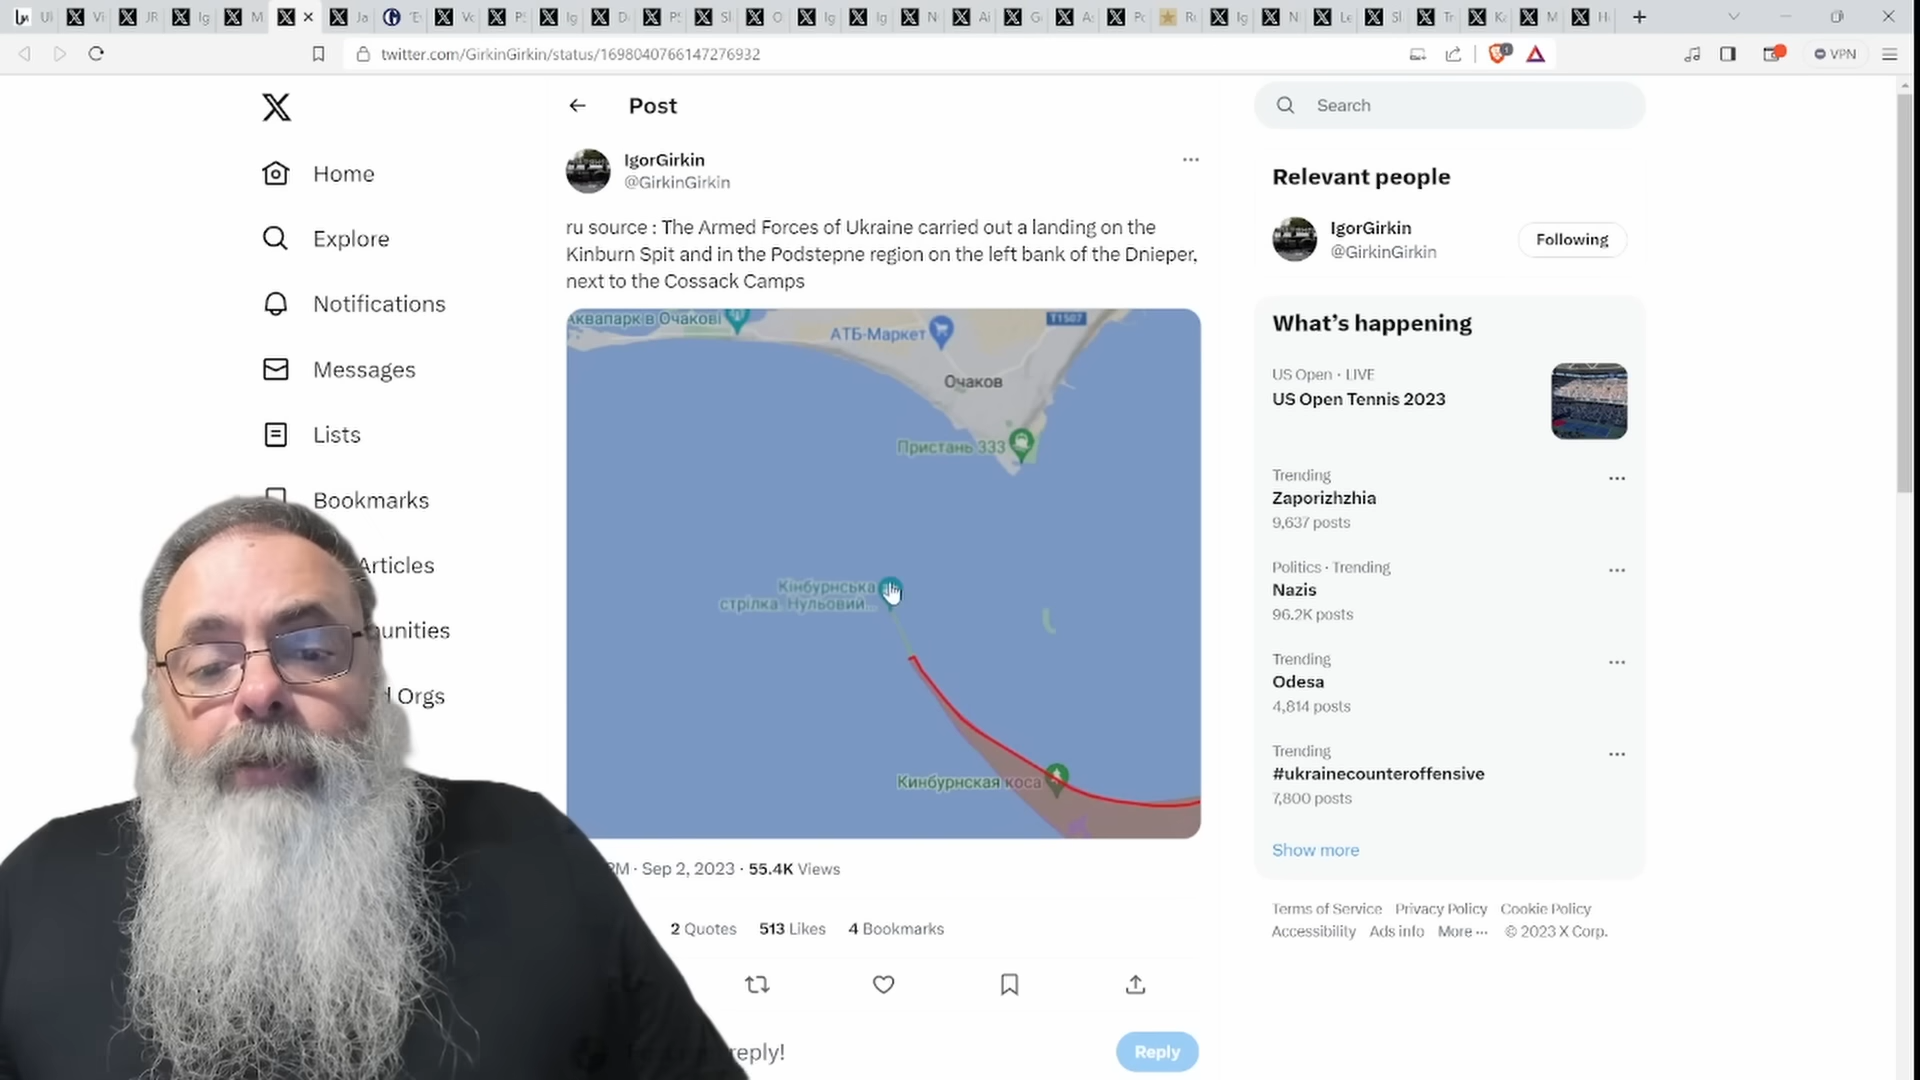 twitter.com/GirkinGirkin/status/1698040766147276932
VPN
Home
Explore
Notifications
Messages
Lists
Bookmarks
Articles
unities
d Orgs
Post
IgorGirkin
@GirkinGirkin
ru source : The Armed Forces of Ukraine carried out a landing on the
Kinburn Spit and in the Podstepne region on the left bank of the Dnieper,
next to the Cossack Camps
Аквапарк в Очакові
АТБ-Маркет
T1507
Очаков
Пристань 333
Кінбурнська
стрілка. Нульовий...
Кинбурнская коса
PM · Sep 2, 2023 · 55.4K Views
2 Quotes 513 Likes 4 Bookmarks
reply!
Reply
Search
Relevant people
IgorGirkin
@GirkinGirkin
Following
What's happening
US Open · LIVE
US Open Tennis 2023
Trending
Zaporizhzhia
9,637 posts
Politics · Trending
Nazis
96.2K posts
Trending
Odesa
4,814 posts
Trending
#ukrainecounteroffensive
7,800 posts
Show more
Terms of Service Privacy Policy Cookie Policy
Accessibility Ads info More ··· © 2023 X Corp.